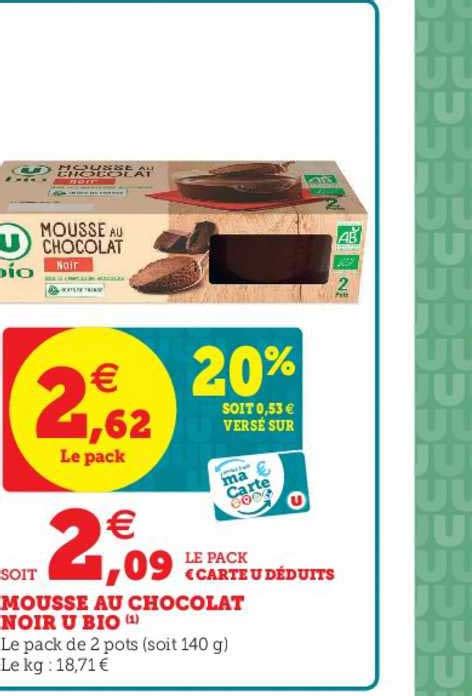 U
MOUSSE AU
CHOCOLAT
Noir
AB
2
U
bio
MOUSSE AU
CHOCOLAT
Noir
AB
2
Pots
2,62 €
Le pack
20%
SOIT 0,53 €
VERSÉ SUR
ma €
Carte
U
SOIT 2,09 € LE PACK
€ CARTE U DÉDUITS
MOUSSE AU CHOCOLAT
NOIR U BIO (1)
Le pack de 2 pots (soit 140 g)
Le kg : 18,71 €